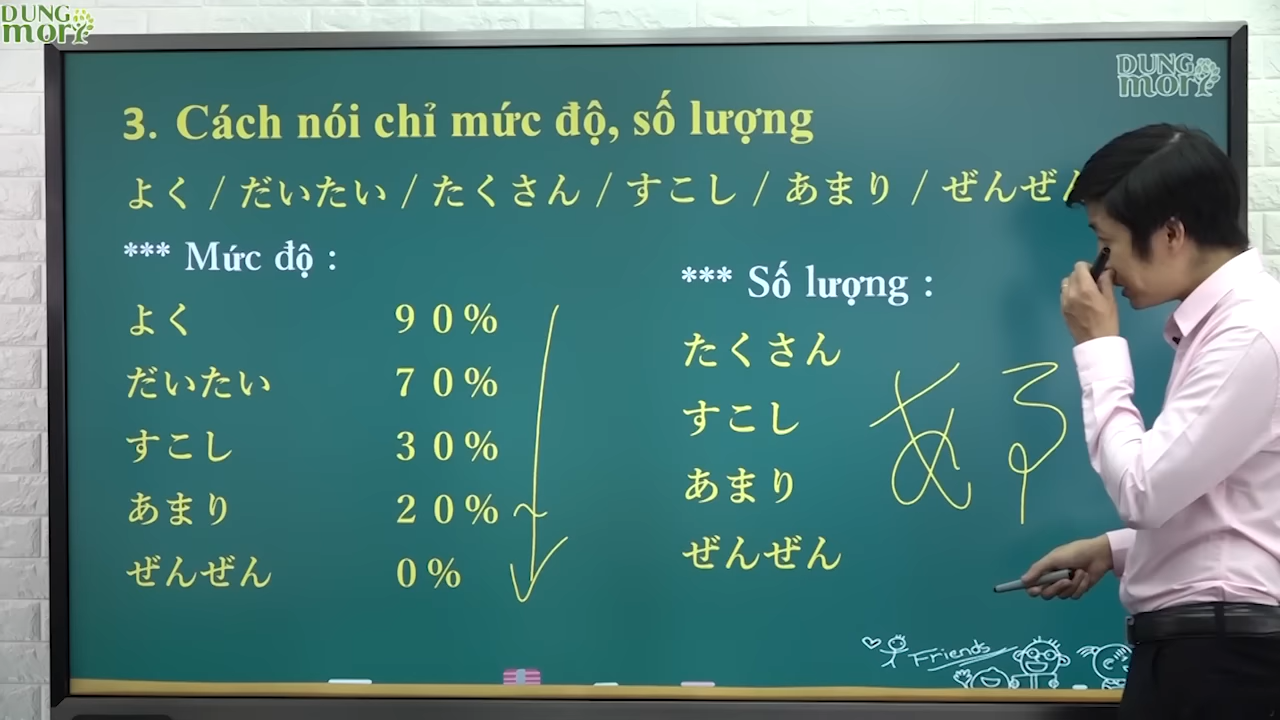 DUNG
mori
DUNG
mori
3. Cách nói chỉ mức độ, số lượng
よく / だいたい / たくさん / すこし / あまり / ぜんぜん
*** Mức độ :
よく 90%
だいたい 70%
すこし 30%
あまり 20%
ぜんぜん 0%
*** Số lượng :
たくさん
すこし
あまり
ぜんぜん
ある
Friends